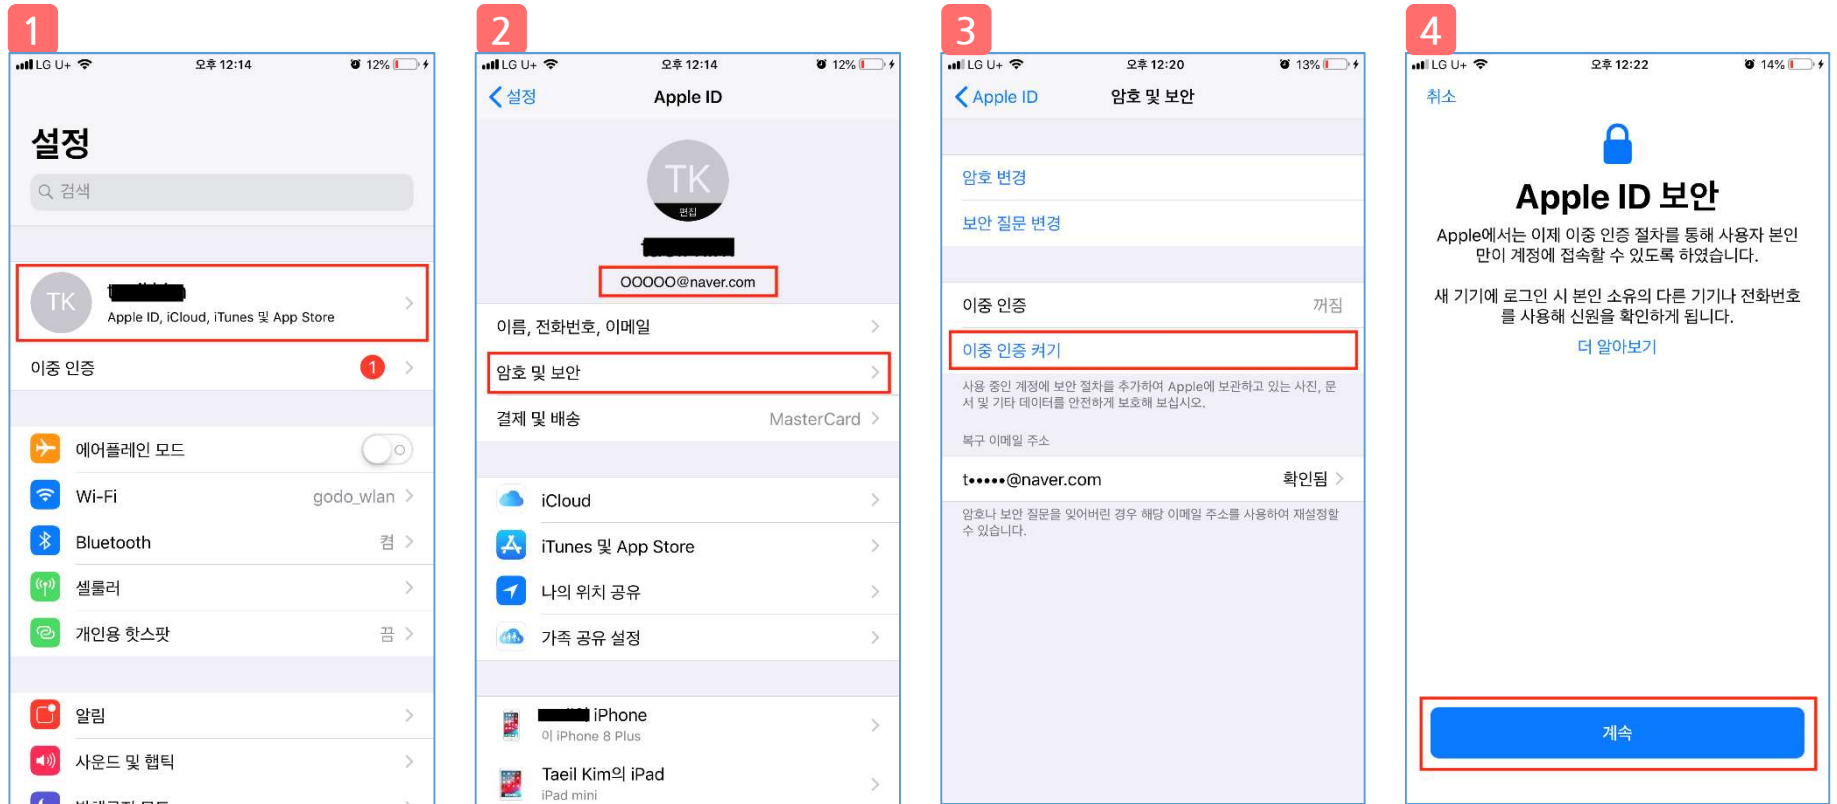 1
LG U+ 오후 12:14 12%
설정
검색
TK
Apple ID, iCloud, iTunes 및 App Store
이중 인증 1
에어플레인 모드
Wi-Fi godo_wlan
Bluetooth 켬
셀룰러
개인용 핫스팟 끔
알림
사운드 및 햅틱
2
LG U+ 오후 12:14 12%
설정 Apple ID
TK
편집
OOOOO@naver.com
이름, 전화번호, 이메일
암호 및 보안
결제 및 배송 MasterCard
iCloud
iTunes 및 App Store
나의 위치 공유
가족 공유 설정
iPhone
이 iPhone 8 Plus
Taeil Kim의 iPad
iPad mini
3
LG U+ 오후 12:20 13%
Apple ID 암호 및 보안
암호 변경
보안 질문 변경
이중 인증 꺼짐
이중 인증 켜기
사용 중인 계정에 보안 절차를 추가하여 Apple에 보관하고 있는 사진, 문
서 및 기타 데이터를 안전하게 보호해 보십시오.
복구 이메일 주소
t•••••@naver.com 확인됨
암호나 보안 질문을 잊어버린 경우 해당 이메일 주소를 사용하여 재설정할
수 있습니다.
4
LG U+ 오후 12:22 14%
취소
Apple ID 보안
Apple에서는 이제 이중 인증 절차를 통해 사용자 본인
만이 계정에 접속할 수 있도록 하였습니다.
새 기기에 로그인 시 본인 소유의 다른 기기나 전화번호
를 사용해 신원을 확인하게 됩니다.
더 알아보기
계속